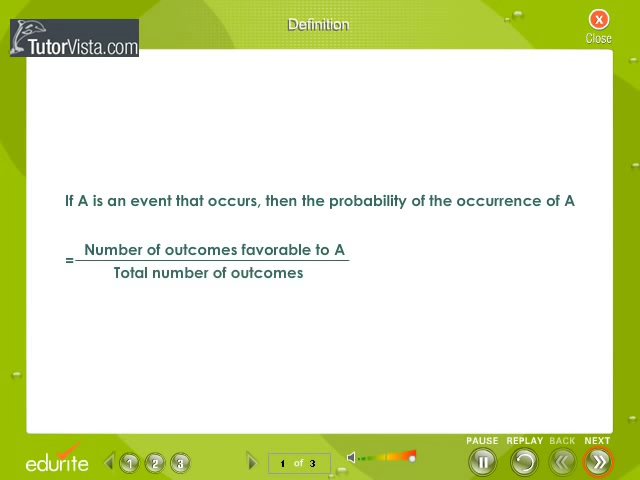 Definition
TutorVista.com
x
Close
If A is an event that occurs, then the probability of the occurrence of A
= Number of outcomes favorable to A
Total number of outcomes
PAUSE REPLAY BACK NEXT
edurite 1 2 3 1 of 3